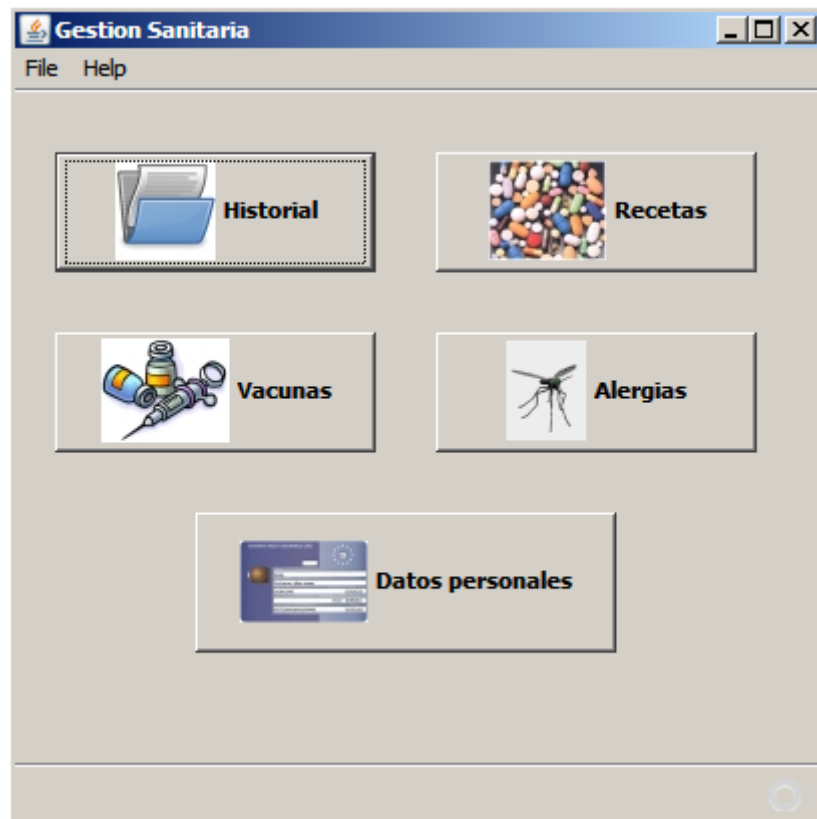 Gestion Sanitaria
File Help
Historial
Recetas
Vacunas
Alergias
Datos personales